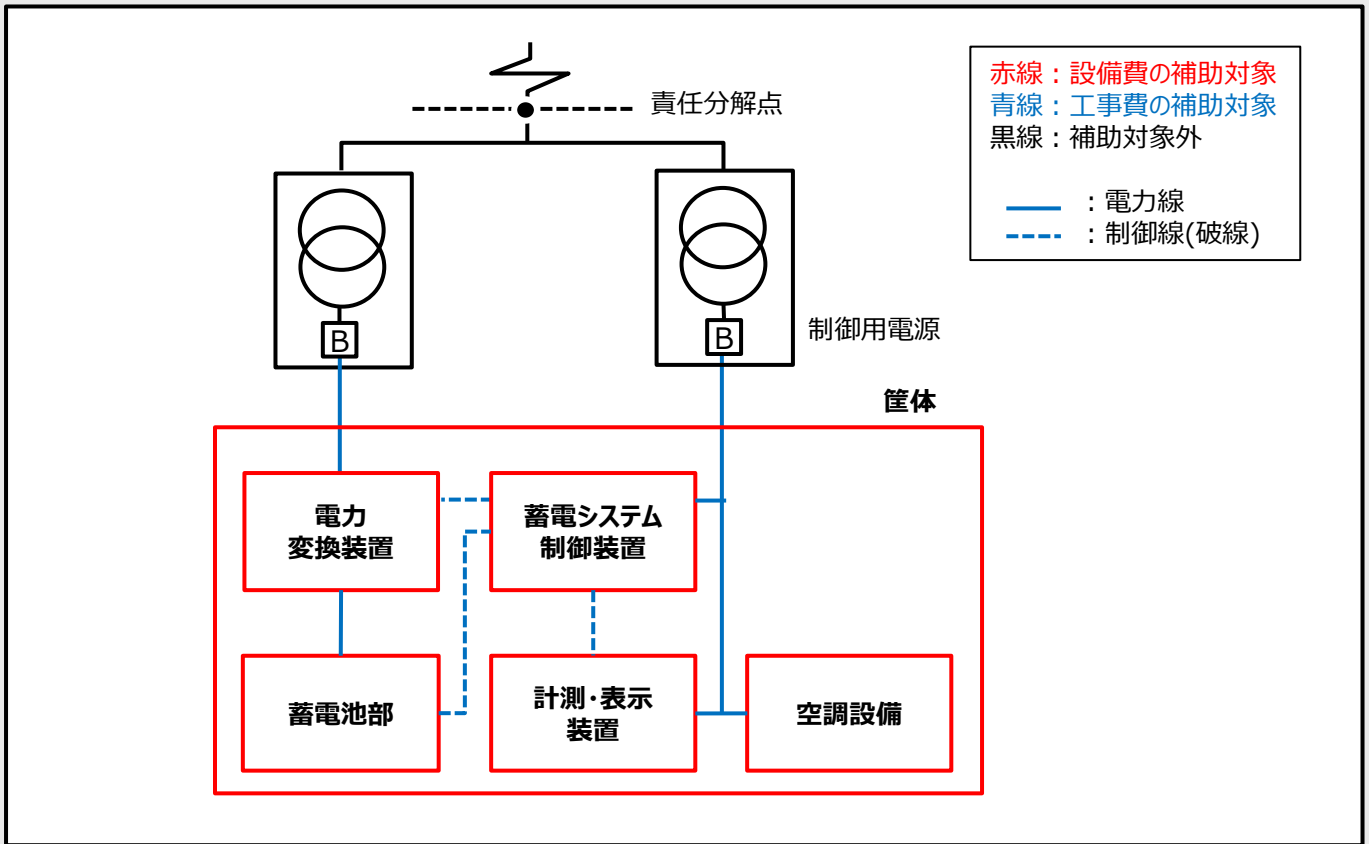 責任分解点
赤線：設備費の補助対象
青線：工事費の補助対象
黒線：補助対象外
：電力線
：制御線(破線)
B
B
制御用電源
筐体
電力
変換装置
蓄電システム
制御装置
蓄電池部
計測・表示
装置
空調設備